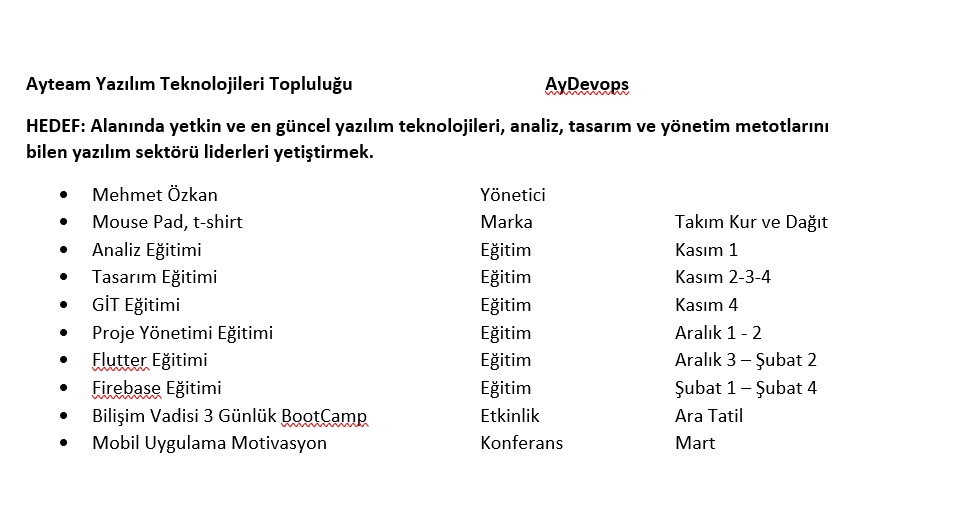 Ayteam Yazılım Teknolojileri Topluluğu AyDevops
HEDEF: Alanında yetkin ve en güncel yazılım teknolojileri, analiz, tasarım ve yönetim metotlarını
bilen yazılım sektörü liderleri yetiştirmek.
• Mehmet Özkan Yönetici
• Mouse Pad, t-shirt Marka Takım Kur ve Dağıt
• Analiz Eğitimi Eğitim Kasım 1
• Tasarım Eğitimi Eğitim Kasım 2-3-4
• GİT Eğitimi Eğitim Kasım 4
• Proje Yönetimi Eğitimi Eğitim Aralık 1 - 2
• Flutter Eğitimi Eğitim Aralık 3 – Şubat 2
• Firebase Eğitimi Eğitim Şubat 1 – Şubat 4
• Bilişim Vadisi 3 Günlük BootCamp Etkinlik Ara Tatil
• Mobil Uygulama Motivasyon Konferans Mart